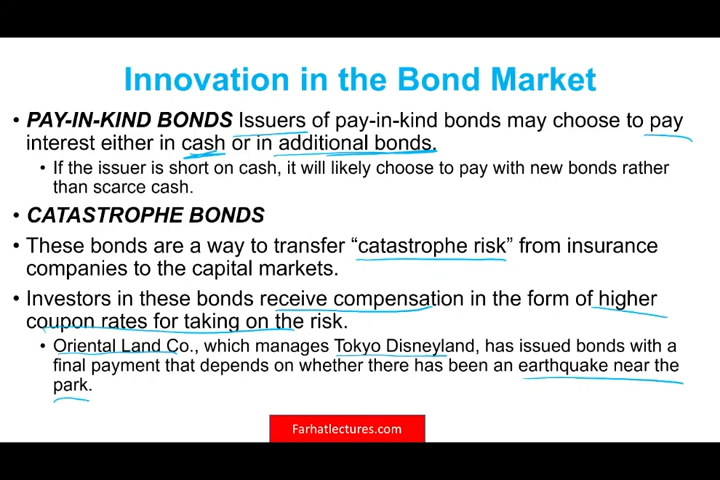 Innovation in the Bond Market
• PAY-IN-KIND BONDS Issuers of pay-in-kind bonds may choose to pay
interest either in cash or in additional bonds.
• If the issuer is short on cash, it will likely choose to pay with new bonds rather
than scarce cash.
• CATASTROPHE BONDS
• These bonds are a way to transfer “catastrophe risk” from insurance
companies to the capital markets.
• Investors in these bonds receive compensation in the form of higher
coupon rates for taking on the risk.
• Oriental Land Co., which manages Tokyo Disneyland, has issued bonds with a
final payment that depends on whether there has been an earthquake near the
park.
Farhatlectures.com